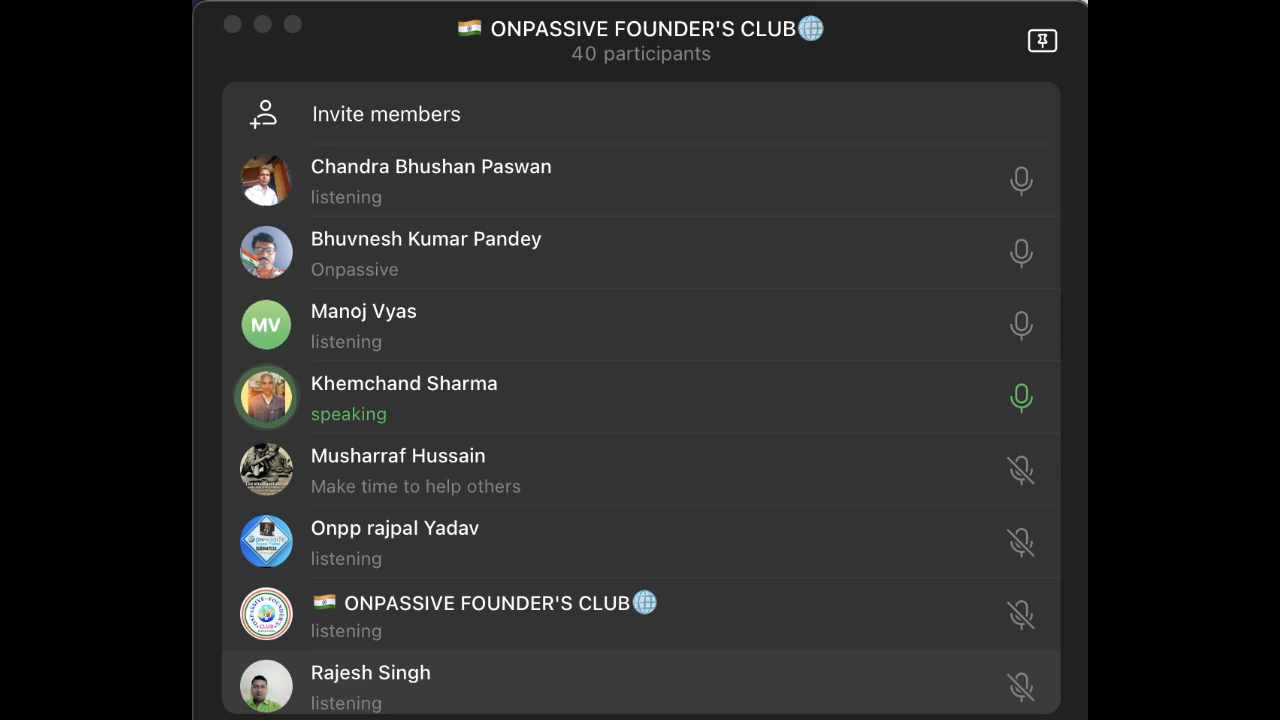 🇮🇳 ONPASSIVE FOUNDER'S CLUB🌐
40 participants
Invite members
Chandra Bhushan Paswan
listening
Bhuvnesh Kumar Pandey
Onpassive
MV
Manoj Vyas
listening
Khemchand Sharma
speaking
Musharraf Hussain
Make time to help others
Onpp rajpal Yadav
listening
🇮🇳 ONPASSIVE FOUNDER'S CLUB🌐
listening
Rajesh Singh
listening